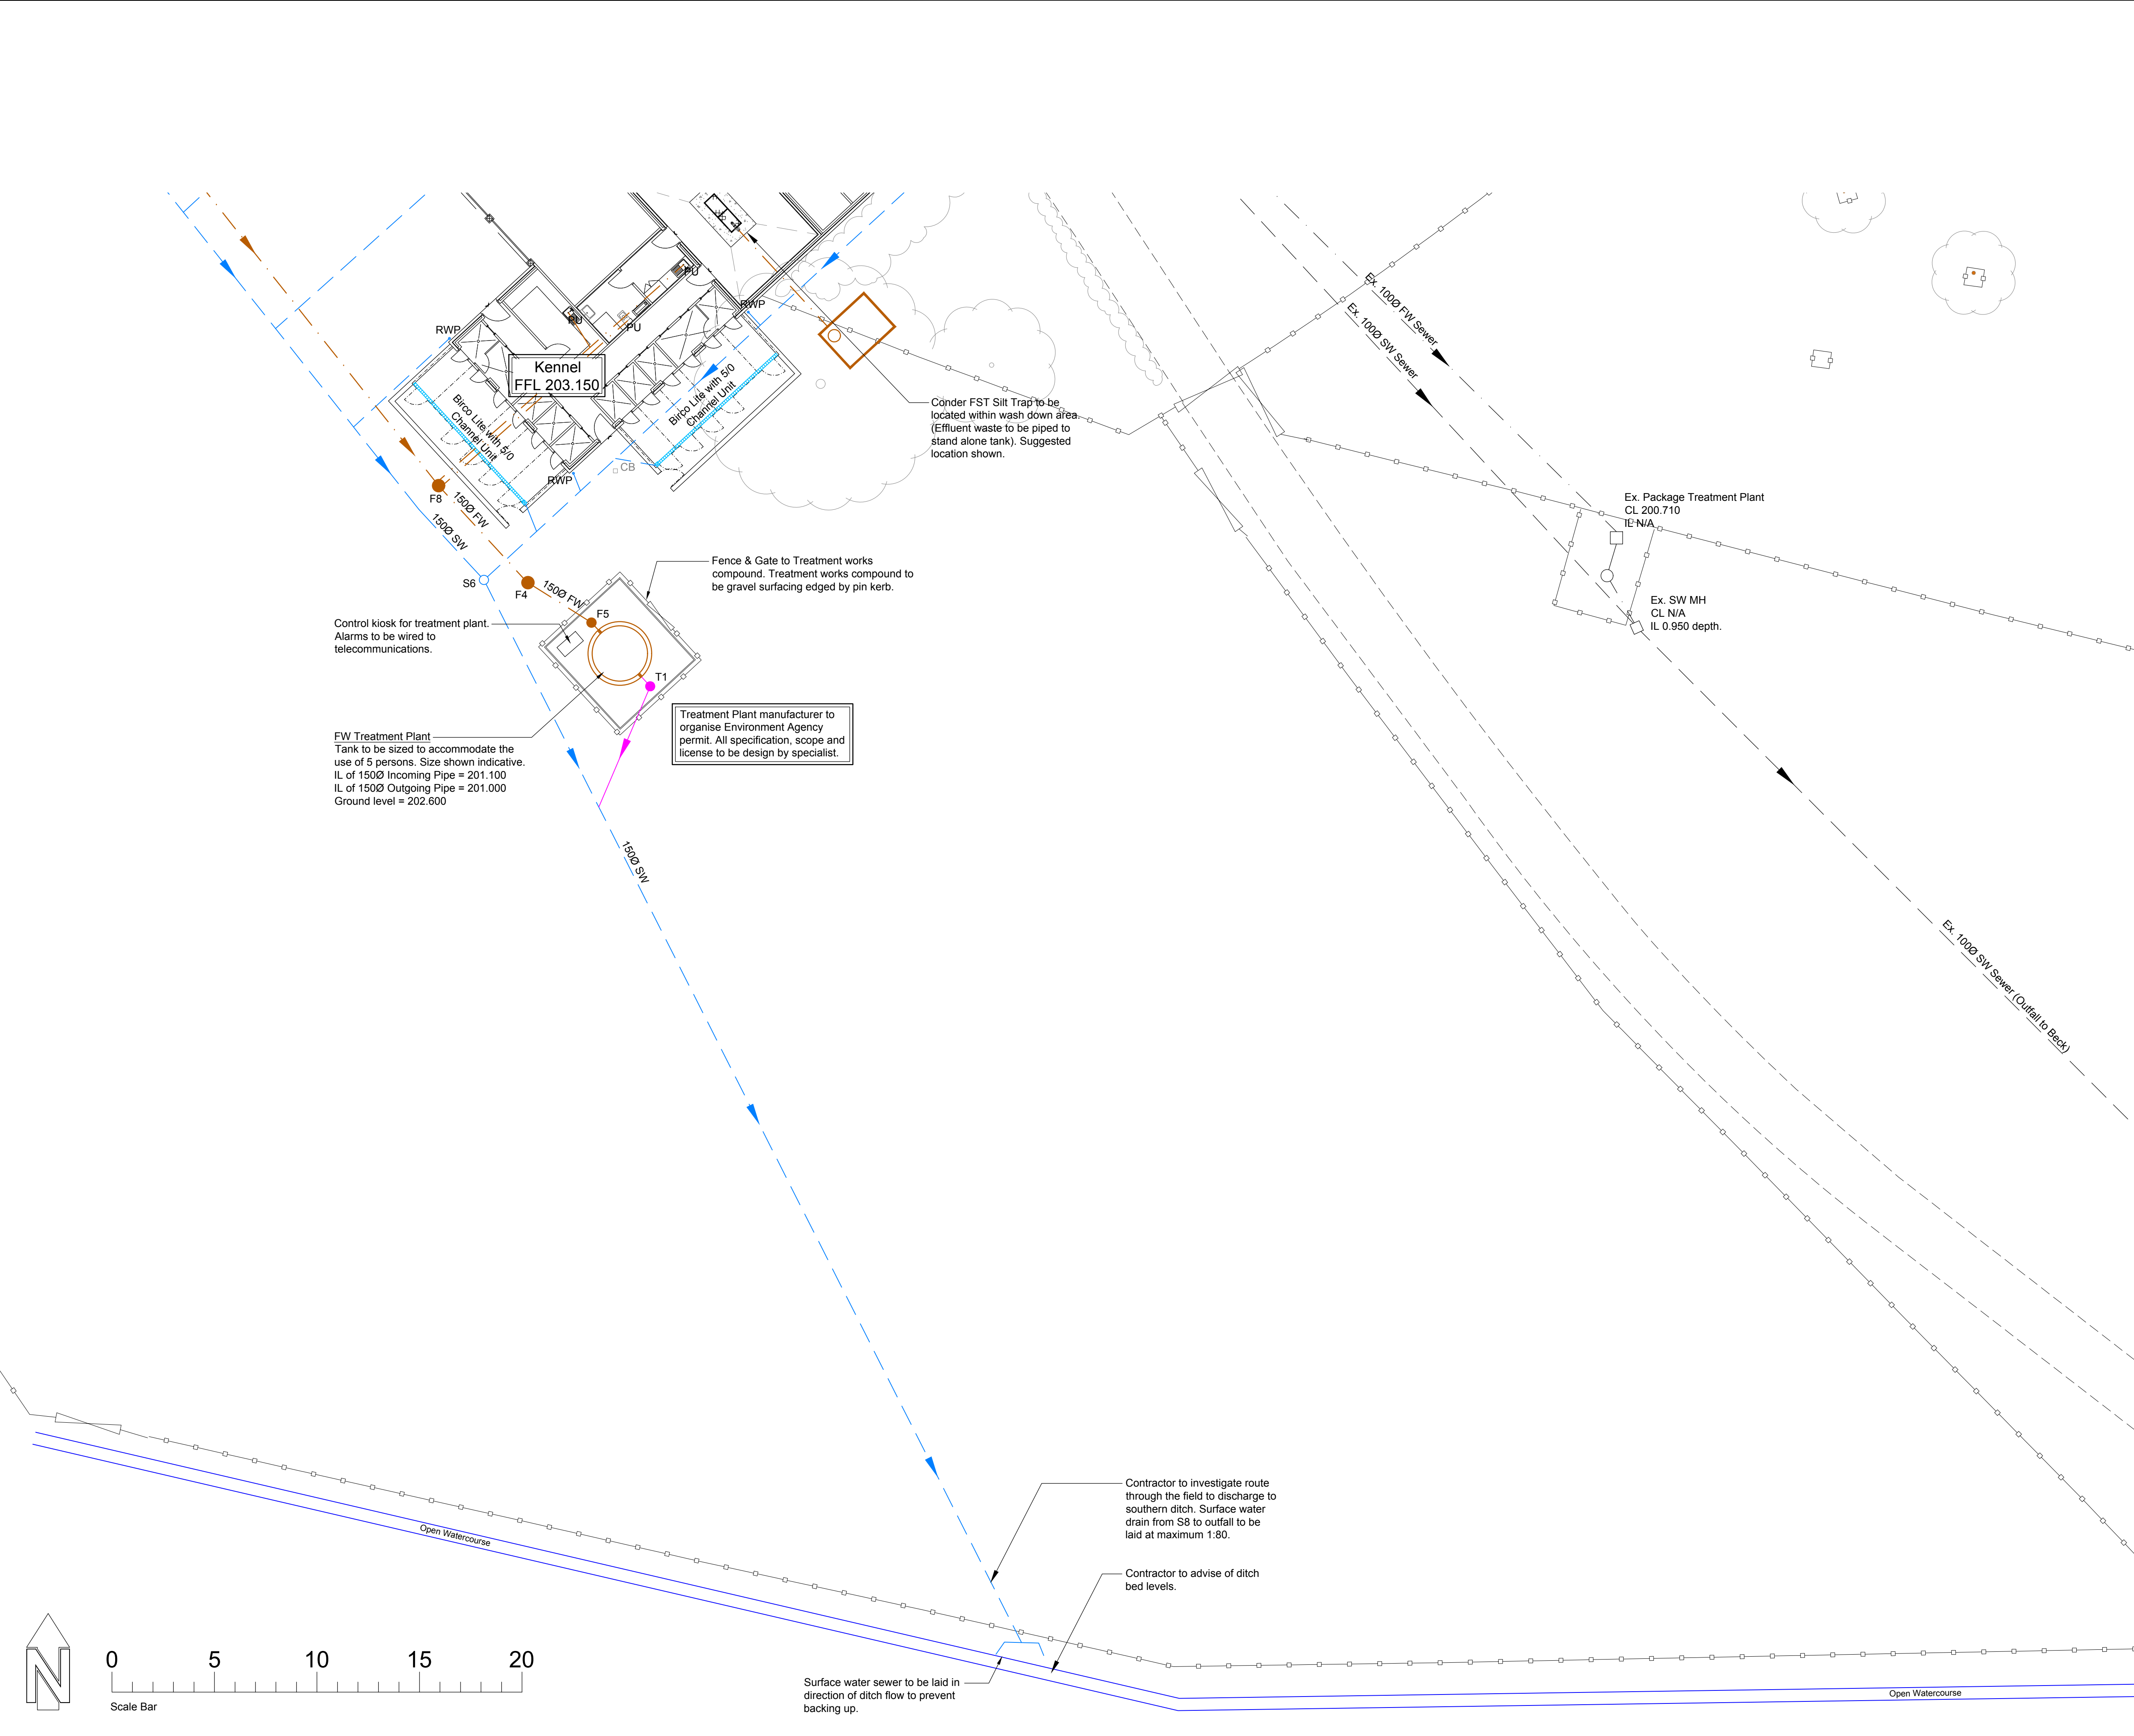 PU
RWP
PU
PU
RWP
Kennel
FFL 203.150
Birco Lite with 5/0
Channel Unit
Birco Lite with 5/0
Channel Unit
CB
RWP
F8
150Ø FW
150Ø SW
S6
F4
150Ø FW
F5
T1
Conder FST Silt Trap to be
located within wash down area.
(Effluent waste to be piped to
stand alone tank). Suggested
location shown.
Ex. 100Ø FW Sewer
Ex. 100Ø SW Sewer
Ex. Package Treatment Plant
CL 200.710
IL N/A
Ex. SW MH
CL N/A
IL 0.950 depth.
Fence & Gate to Treatment works
compound. Treatment works compound to
be gravel surfacing edged by pin kerb.
Control kiosk for treatment plant.
Alarms to be wired to
telecommunications.
Treatment Plant manufacturer to
organise Environment Agency
permit. All specification, scope and
license to be design by specialist.
FW Treatment Plant
Tank to be sized to accommodate the
use of 5 persons. Size shown indicative.
IL of 150Ø Incoming Pipe = 201.100
IL of 150Ø Outgoing Pipe = 201.000
Ground level = 202.600
150Ø SW
Ex. 100Ø SW Sewer (Outfall to Beck)
Contractor to investigate route
through the field to discharge to
southern ditch. Surface water
drain from S8 to outfall to be
laid at maximum 1:80.
Open Watercourse
Contractor to advise of ditch
bed levels.
Surface water sewer to be laid in
direction of ditch flow to prevent
backing up.
Open Watercourse
N
0 5 10 15 20
Scale Bar